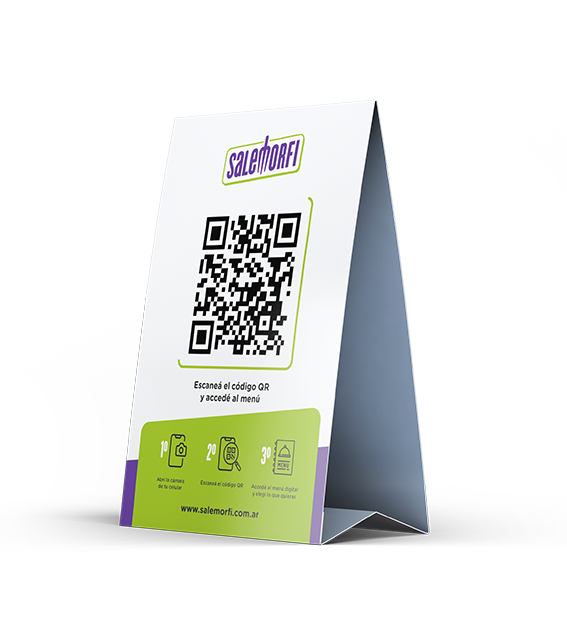 SALEMORFI
Escaneá el código QR
y accedé al menú
1º
2º
3º
MENU
Abrí la cámara
de tu celular
Escaneá el código QR
Accedé al menú digital
y elegí lo que quieras
www.salemorfi.com.ar